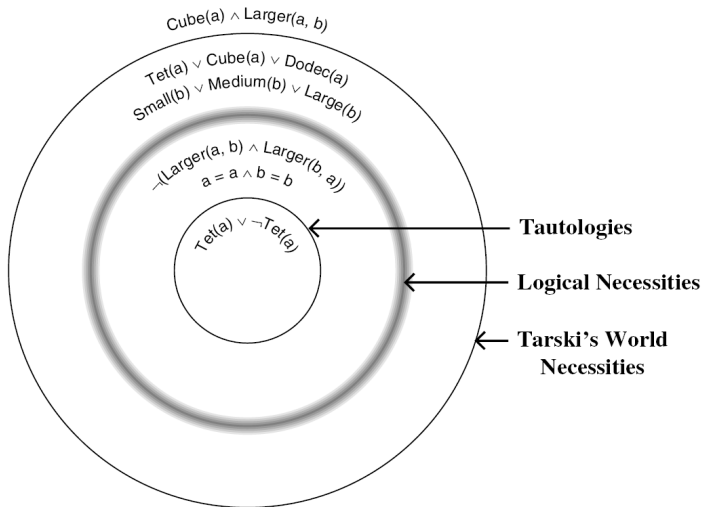 Cube(a) ∧ Larger(a, b)
Tet(a) ∨ Cube(a) ∨ Dodec(a)
Small(b) ∨ Medium(b) ∨ Large(b)
¬(Larger(a, b) ∧ Larger(b, a))
a = a ∧ b = b
Tet(a) ∨ ¬Tet(a)
Tautologies
Logical Necessities
Tarski’s World
Necessities